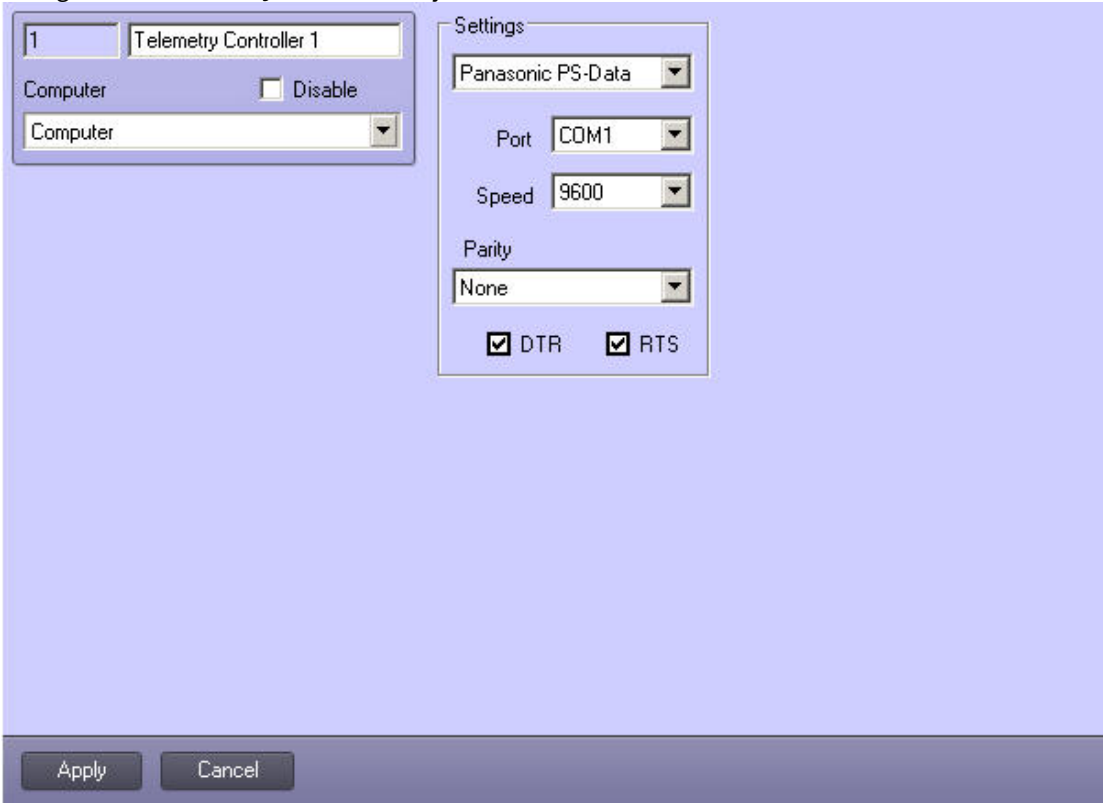 1
Telemetry Controller 1
Computer
Disable
Computer
Settings
Panasonic PS-Data
Port
COM1
Speed
9600
Parity
None
DTR
RTS
Apply
Cancel